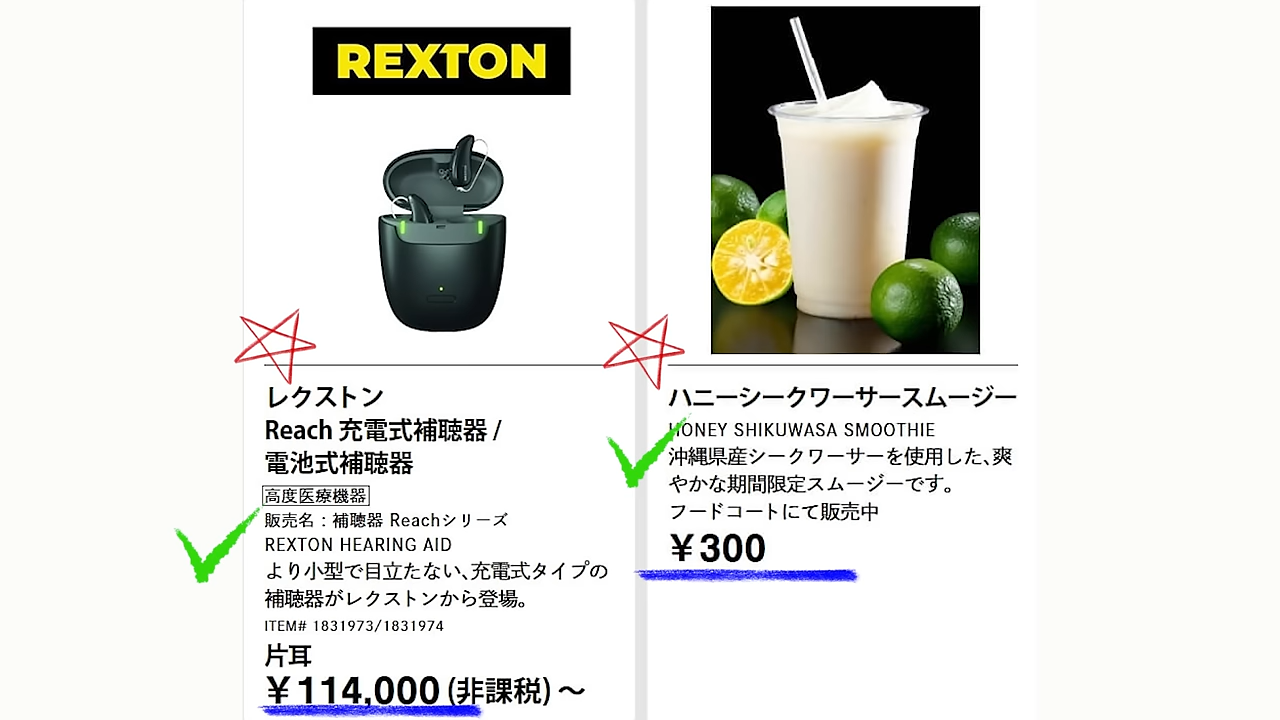 REXTON
レクストン
Reach 充電式補聴器 /
電池式補聴器
高度医療機器
販売名 : 補聴器 Reachシリーズ
REXTON HEARING AID
より小型で目立たない、充電式タイプの
補聴器がレクストンから登場。
ITEM# 1831973/1831974
片耳
¥114,000 (非課税) ～
ハニーシークワーサースムージー
HONEY SHIKUWASA SMOOTHIE
沖縄県産シークワーサーを使用した、爽
やかな期間限定スムージーです。
フードコートにて販売中
¥300